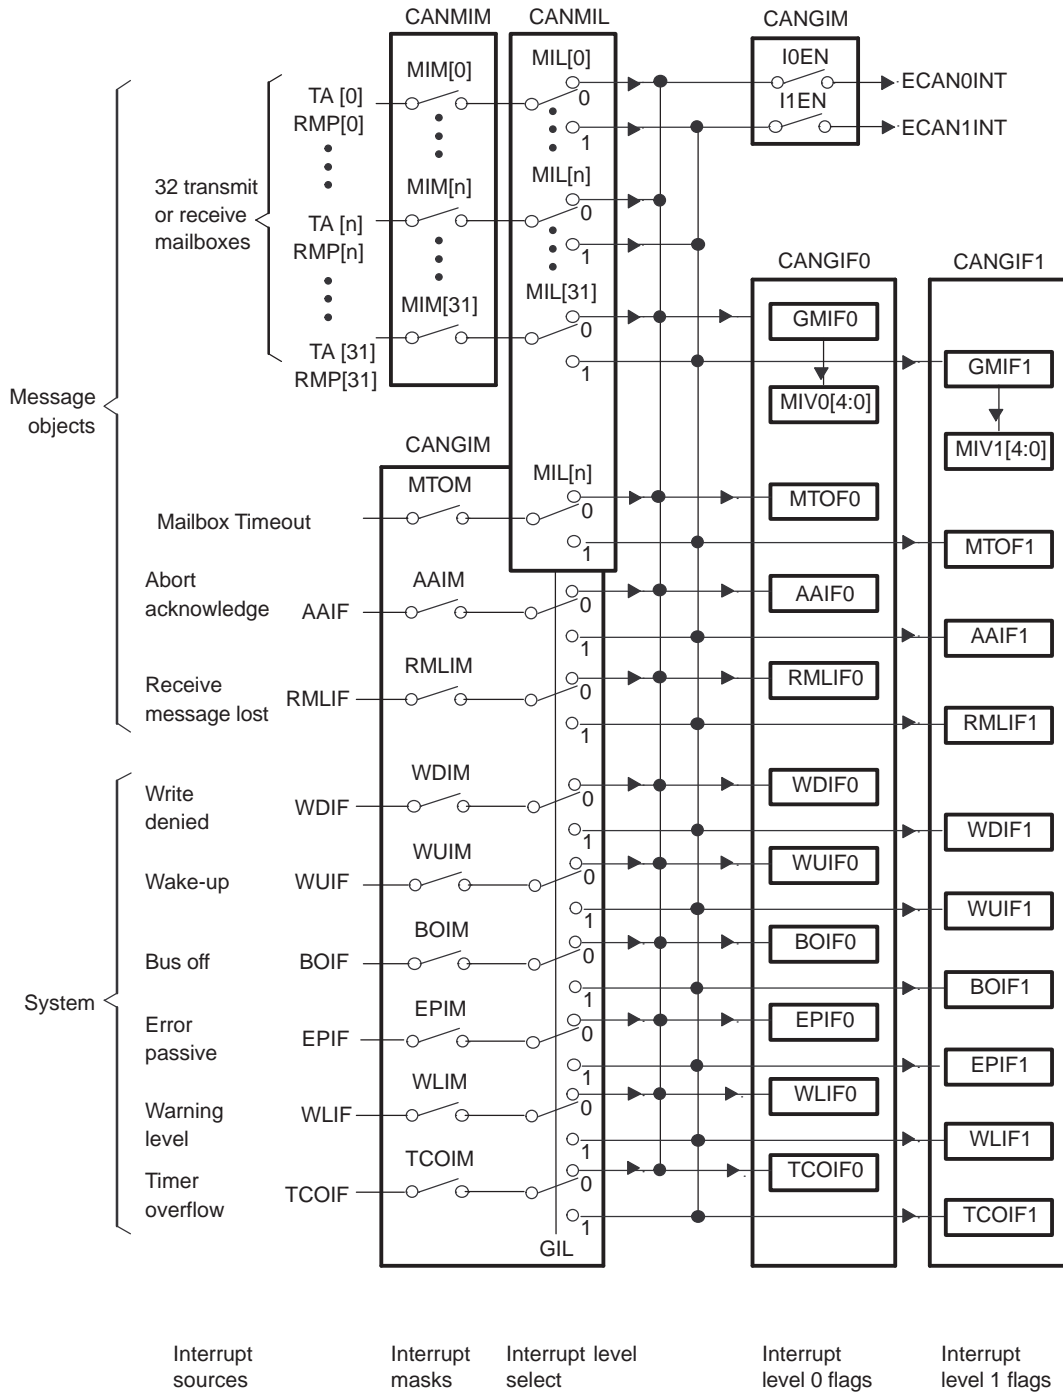 CANMIM
CANMIL
CANGIM
MIM[0]
MIL[0]
I0EN
TA [0]
RMP[0]
0
ECAN0INT
I1EN
1
ECAN1INT
32 transmit
or receive
mailboxes
MIM[n]
MIL[n]
TA [n]
RMP[n]
0
1
CANGIF0
CANGIF1
MIM[31]
MIL[31]
0
GMIF0
TA [31]
RMP[31]
1
GMIF1
Message
objects
MIV0[4:0]
MIV1[4:0]
CANGIM
MTOM
MIL[n]
Mailbox Timeout
0
MTOF0
1
MTOF1
Abort
acknowledge
AAIF
AAIM
0
AAIF0
1
AAIF1
Receive
message lost
RMLIF
RMLIM
0
RMLIF0
1
RMLIF1
Write
denied
WDIF
WDIM
0
WDIF0
1
WDIF1
Wake-up
WUIF
WUIM
0
WUIF0
1
WUIF1
System
Bus off
BOIF
BOIM
0
BOIF0
1
BOIF1
Error
passive
EPIF
EPIM
0
EPIF0
1
EPIF1
Warning
level
WLIF
WLIM
0
WLIF0
1
WLIF1
Timer
overflow
TCOIF
TCOIM
0
TCOIF0
1
TCOIF1
GIL
Interrupt
sources
Interrupt
masks
Interrupt level
select
Interrupt
level 0 flags
Interrupt
level 1 flags